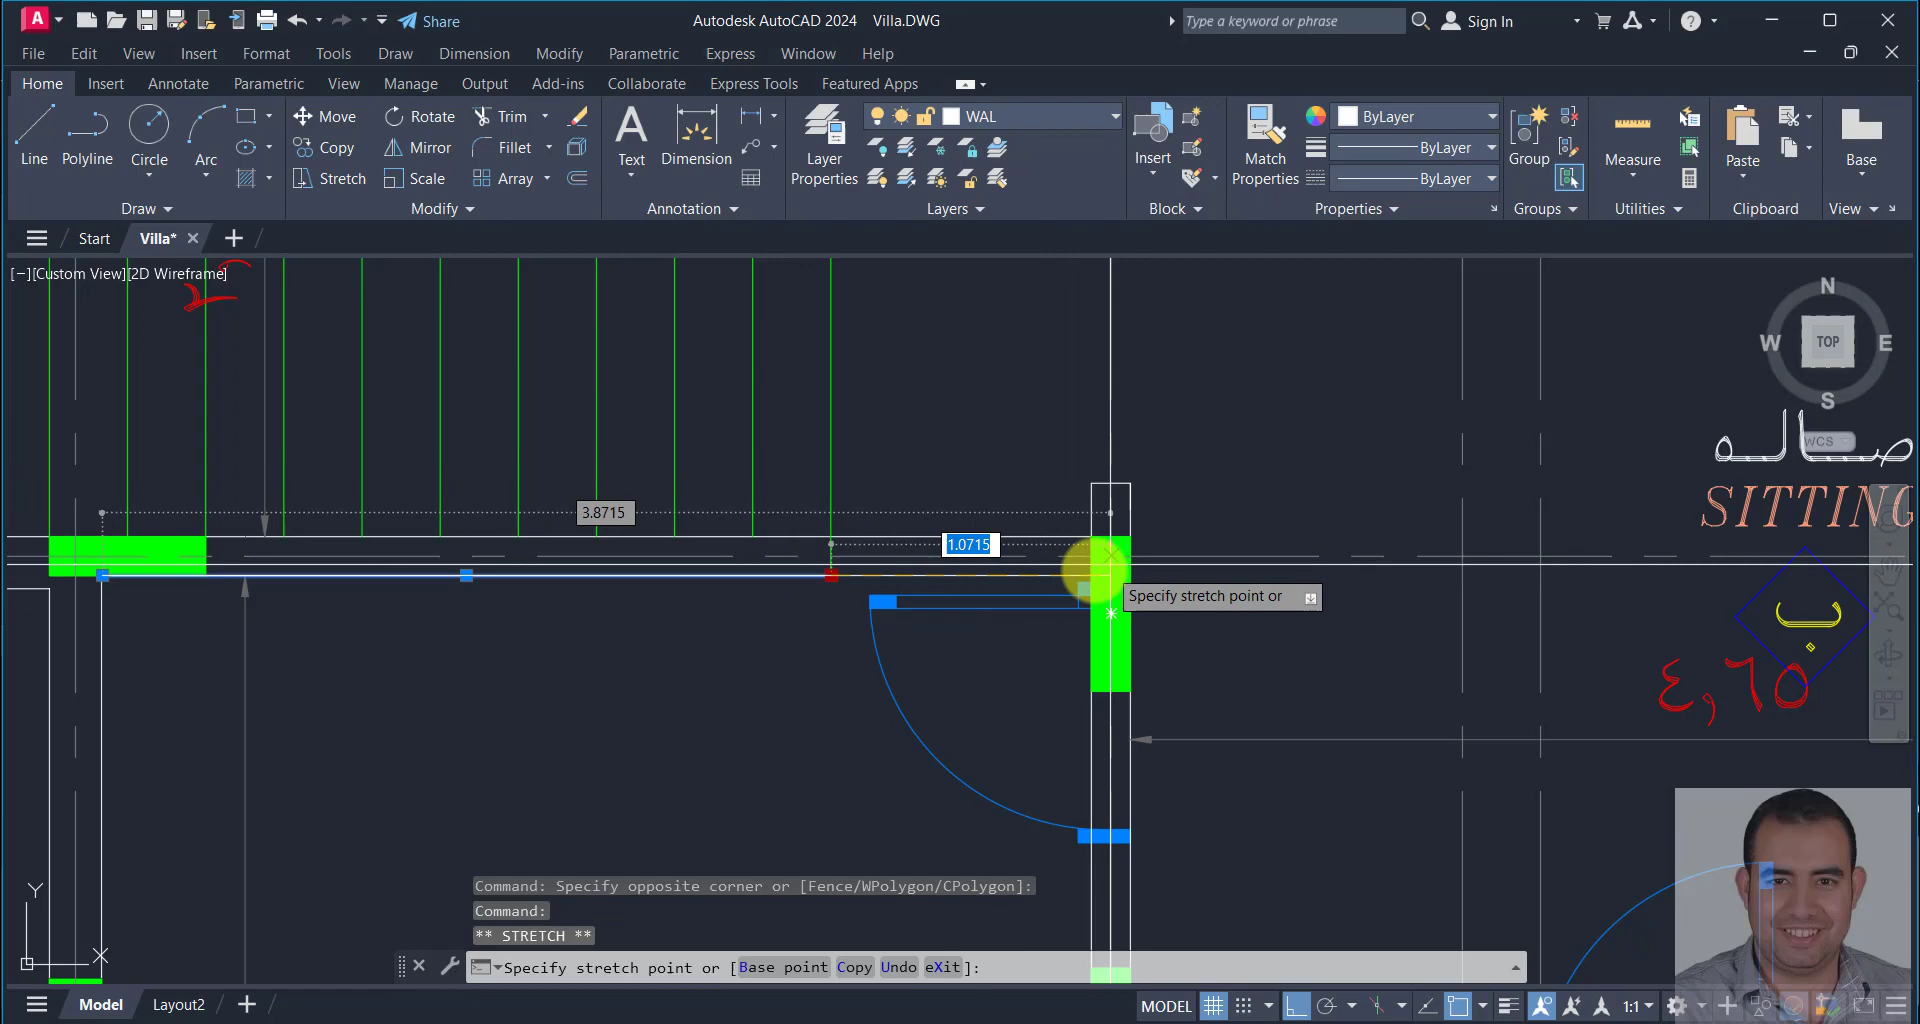 Share
Autodesk AutoCAD 2024 Villa.DWG
Type a keyword or phrase
Sign In
File Edit View Insert Format Tools Draw Dimension Modify Parametric Express Window Help
Home Insert Annotate Parametric View Manage Output Add-ins Collaborate Express Tools Featured Apps
Line Polyline Circle Arc
Move Rotate Trim
Copy Mirror Fillet
Stretch Scale Array
Text Dimension
Layer Properties
WAL
Insert
Match Properties
ByLayer
ByLayer
ByLayer
Group
Measure
Paste
Base
Draw Modify Annotation Layers Block Properties Groups Utilities Clipboard View
Start Villa* ×
[−][Custom View][2D Wireframe]
N
W TOP E
S
WCS
صاله
SITTING
3.8715
1.0715
Specify stretch point or
ب
٤,٦٥
Command: Specify opposite corner or [Fence/WPolygon/CPolygon]:
Command:
** STRETCH **
Specify stretch point or [Base point Copy Undo eXit]:
Y
X
Model Layout2
MODEL
1:1